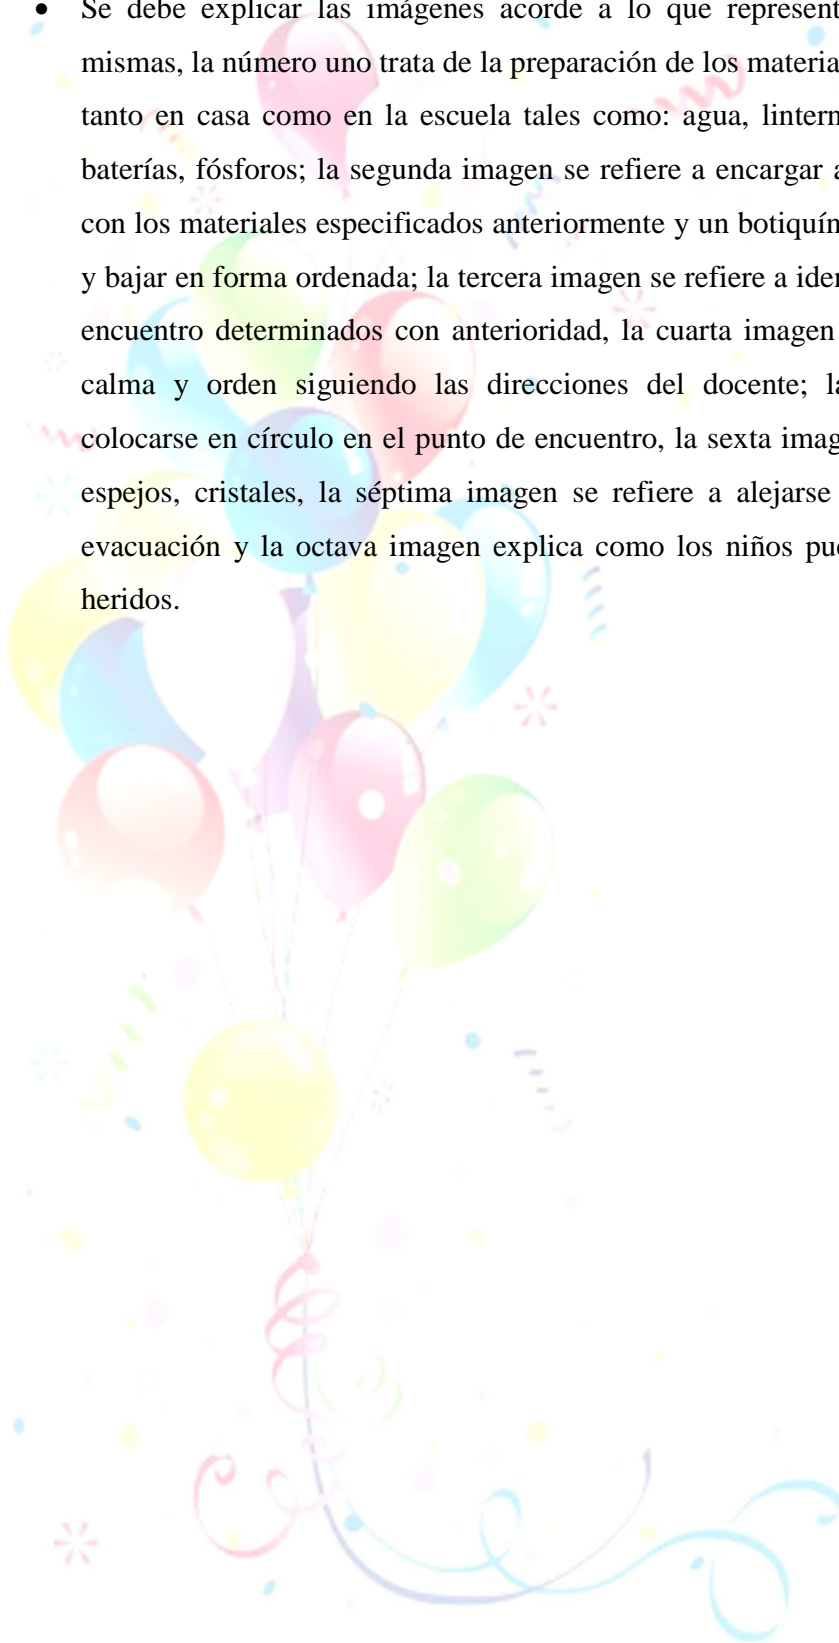 • Se debe explicar las imágenes acorde a lo que represent
mismas, la número uno trata de la preparación de los materia
tanto en casa como en la escuela tales como: agua, lintern
baterías, fósforos; la segunda imagen se refiere a encargar a
con los materiales especificados anteriormente y un botiquín
y bajar en forma ordenada; la tercera imagen se refiere a iden
encuentro determinados con anterioridad, la cuarta imagen
calma y orden siguiendo las direcciones del docente; la
colocarse en círculo en el punto de encuentro, la sexta imag
espejos, cristales, la séptima imagen se refiere a alejarse
evacuación y la octava imagen explica como los niños pue
heridos.